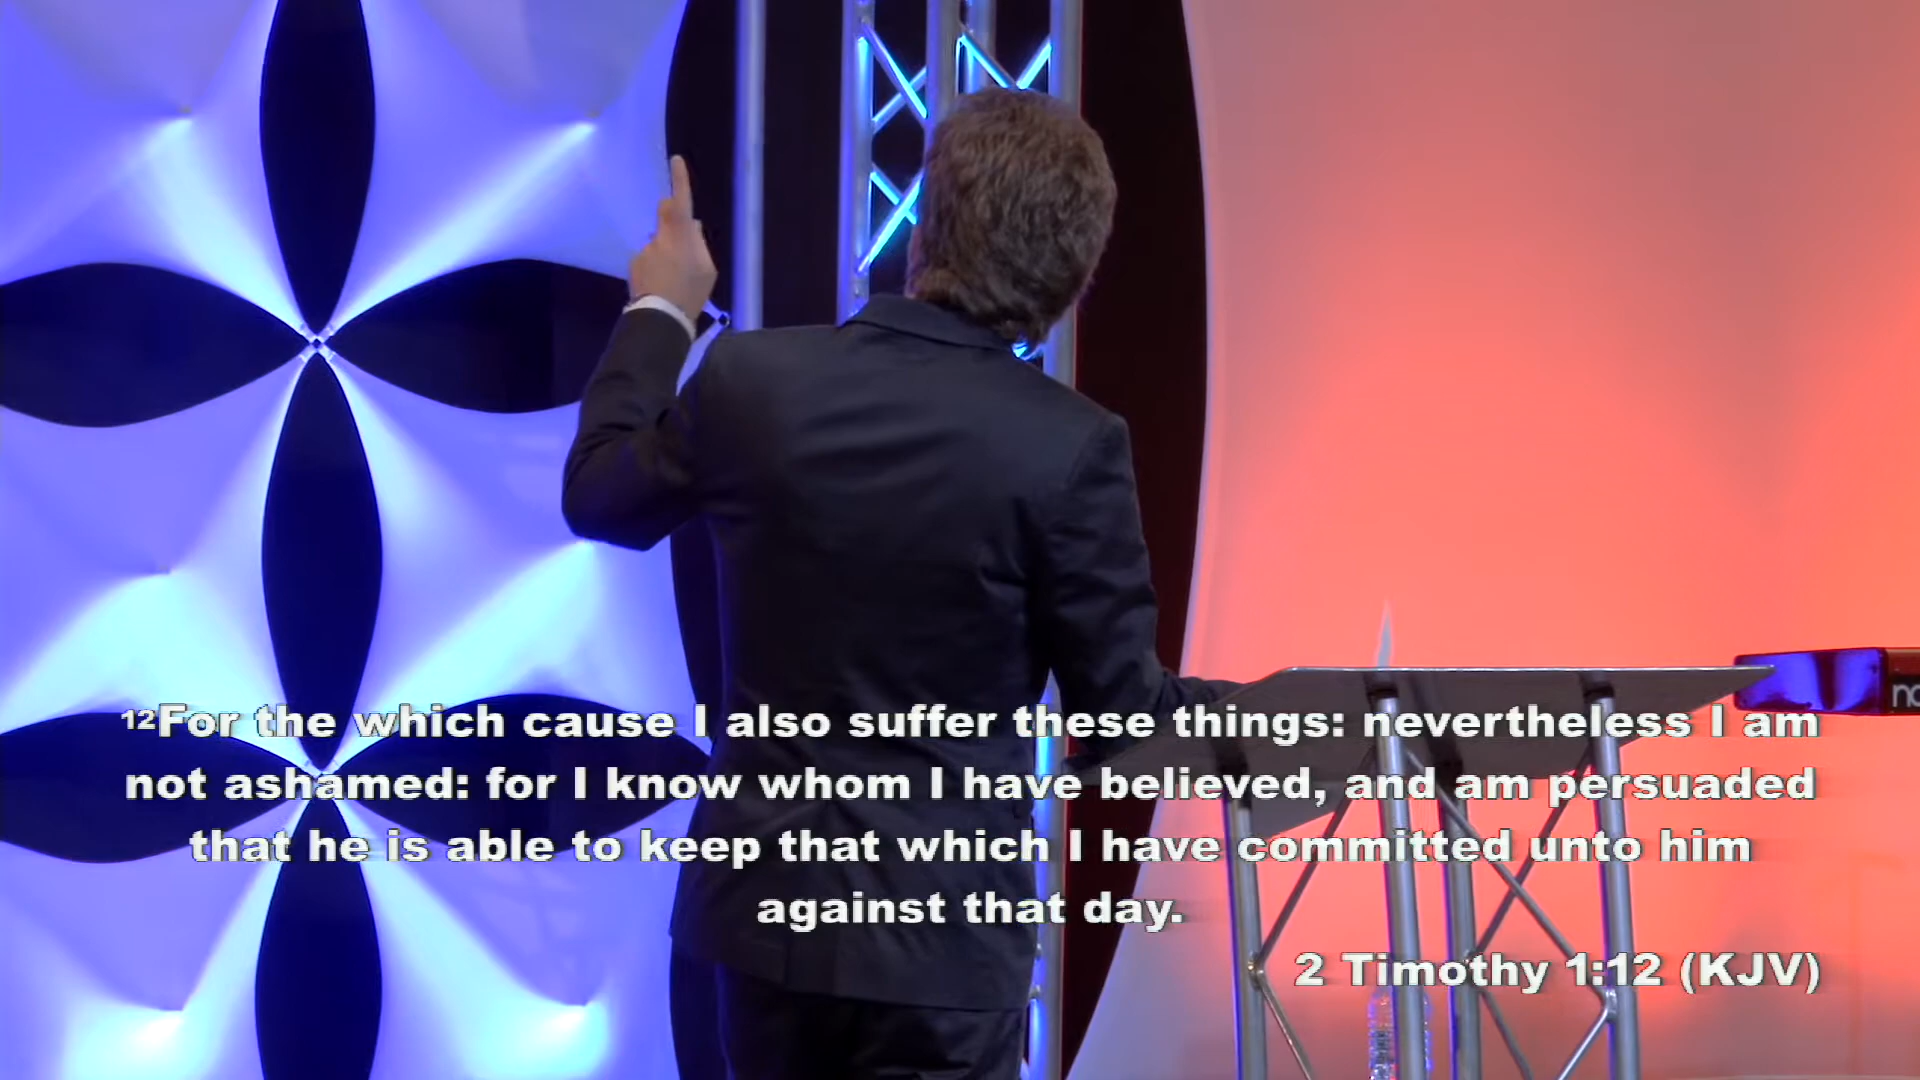 ¹²For the which cause I also suffer these things: nevertheless I am
not ashamed: for I know whom I have believed, and am persuaded
that he is able to keep that which I have committed unto him
against that day.
2 Timothy 1:12 (KJV)